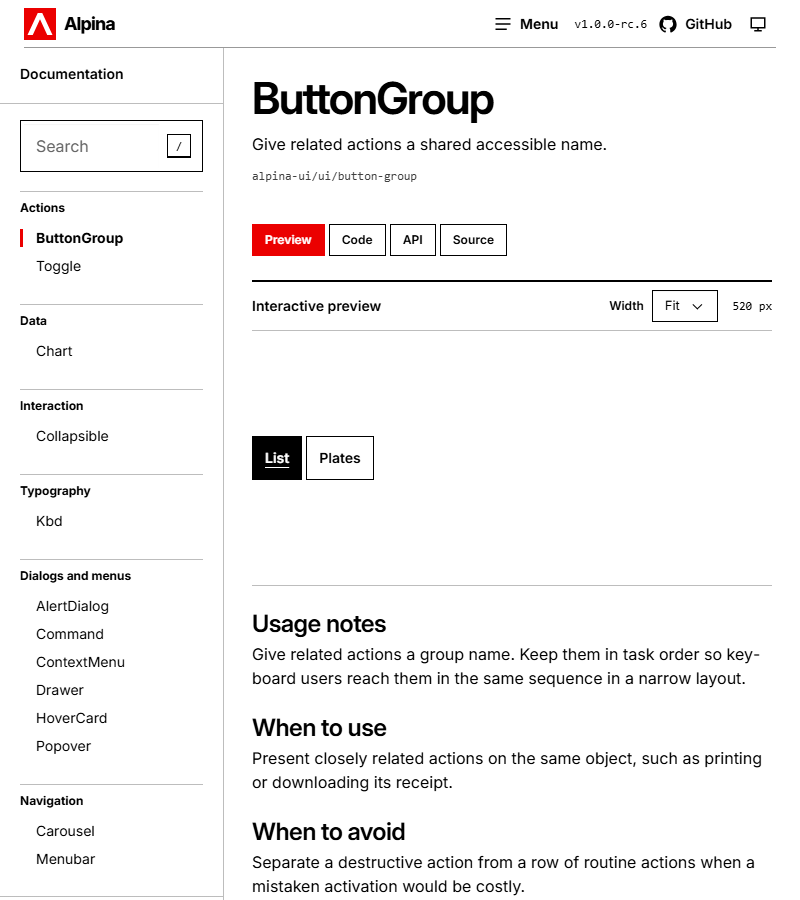 Alpina
Menu
v1.0.0-rc.6
GitHub
Documentation
Search
/
Actions
ButtonGroup
Toggle
Data
Chart
Interaction
Collapsible
Typography
Kbd
Dialogs and menus
AlertDialog
Command
ContextMenu
Drawer
HoverCard
Popover
Navigation
Carousel
Menubar
ButtonGroup
Give related actions a shared accessible name.
alpina-ui/ui/button-group
Preview Code API Source
Interactive preview
Width Fit 520 px
List Plates
Usage notes
Give related actions a group name. Keep them in task order so key-
board users reach them in the same sequence in a narrow layout.
When to use
Present closely related actions on the same object, such as printing
or downloading its receipt.
When to avoid
Separate a destructive action from a row of routine actions when a
mistaken activation would be costly.